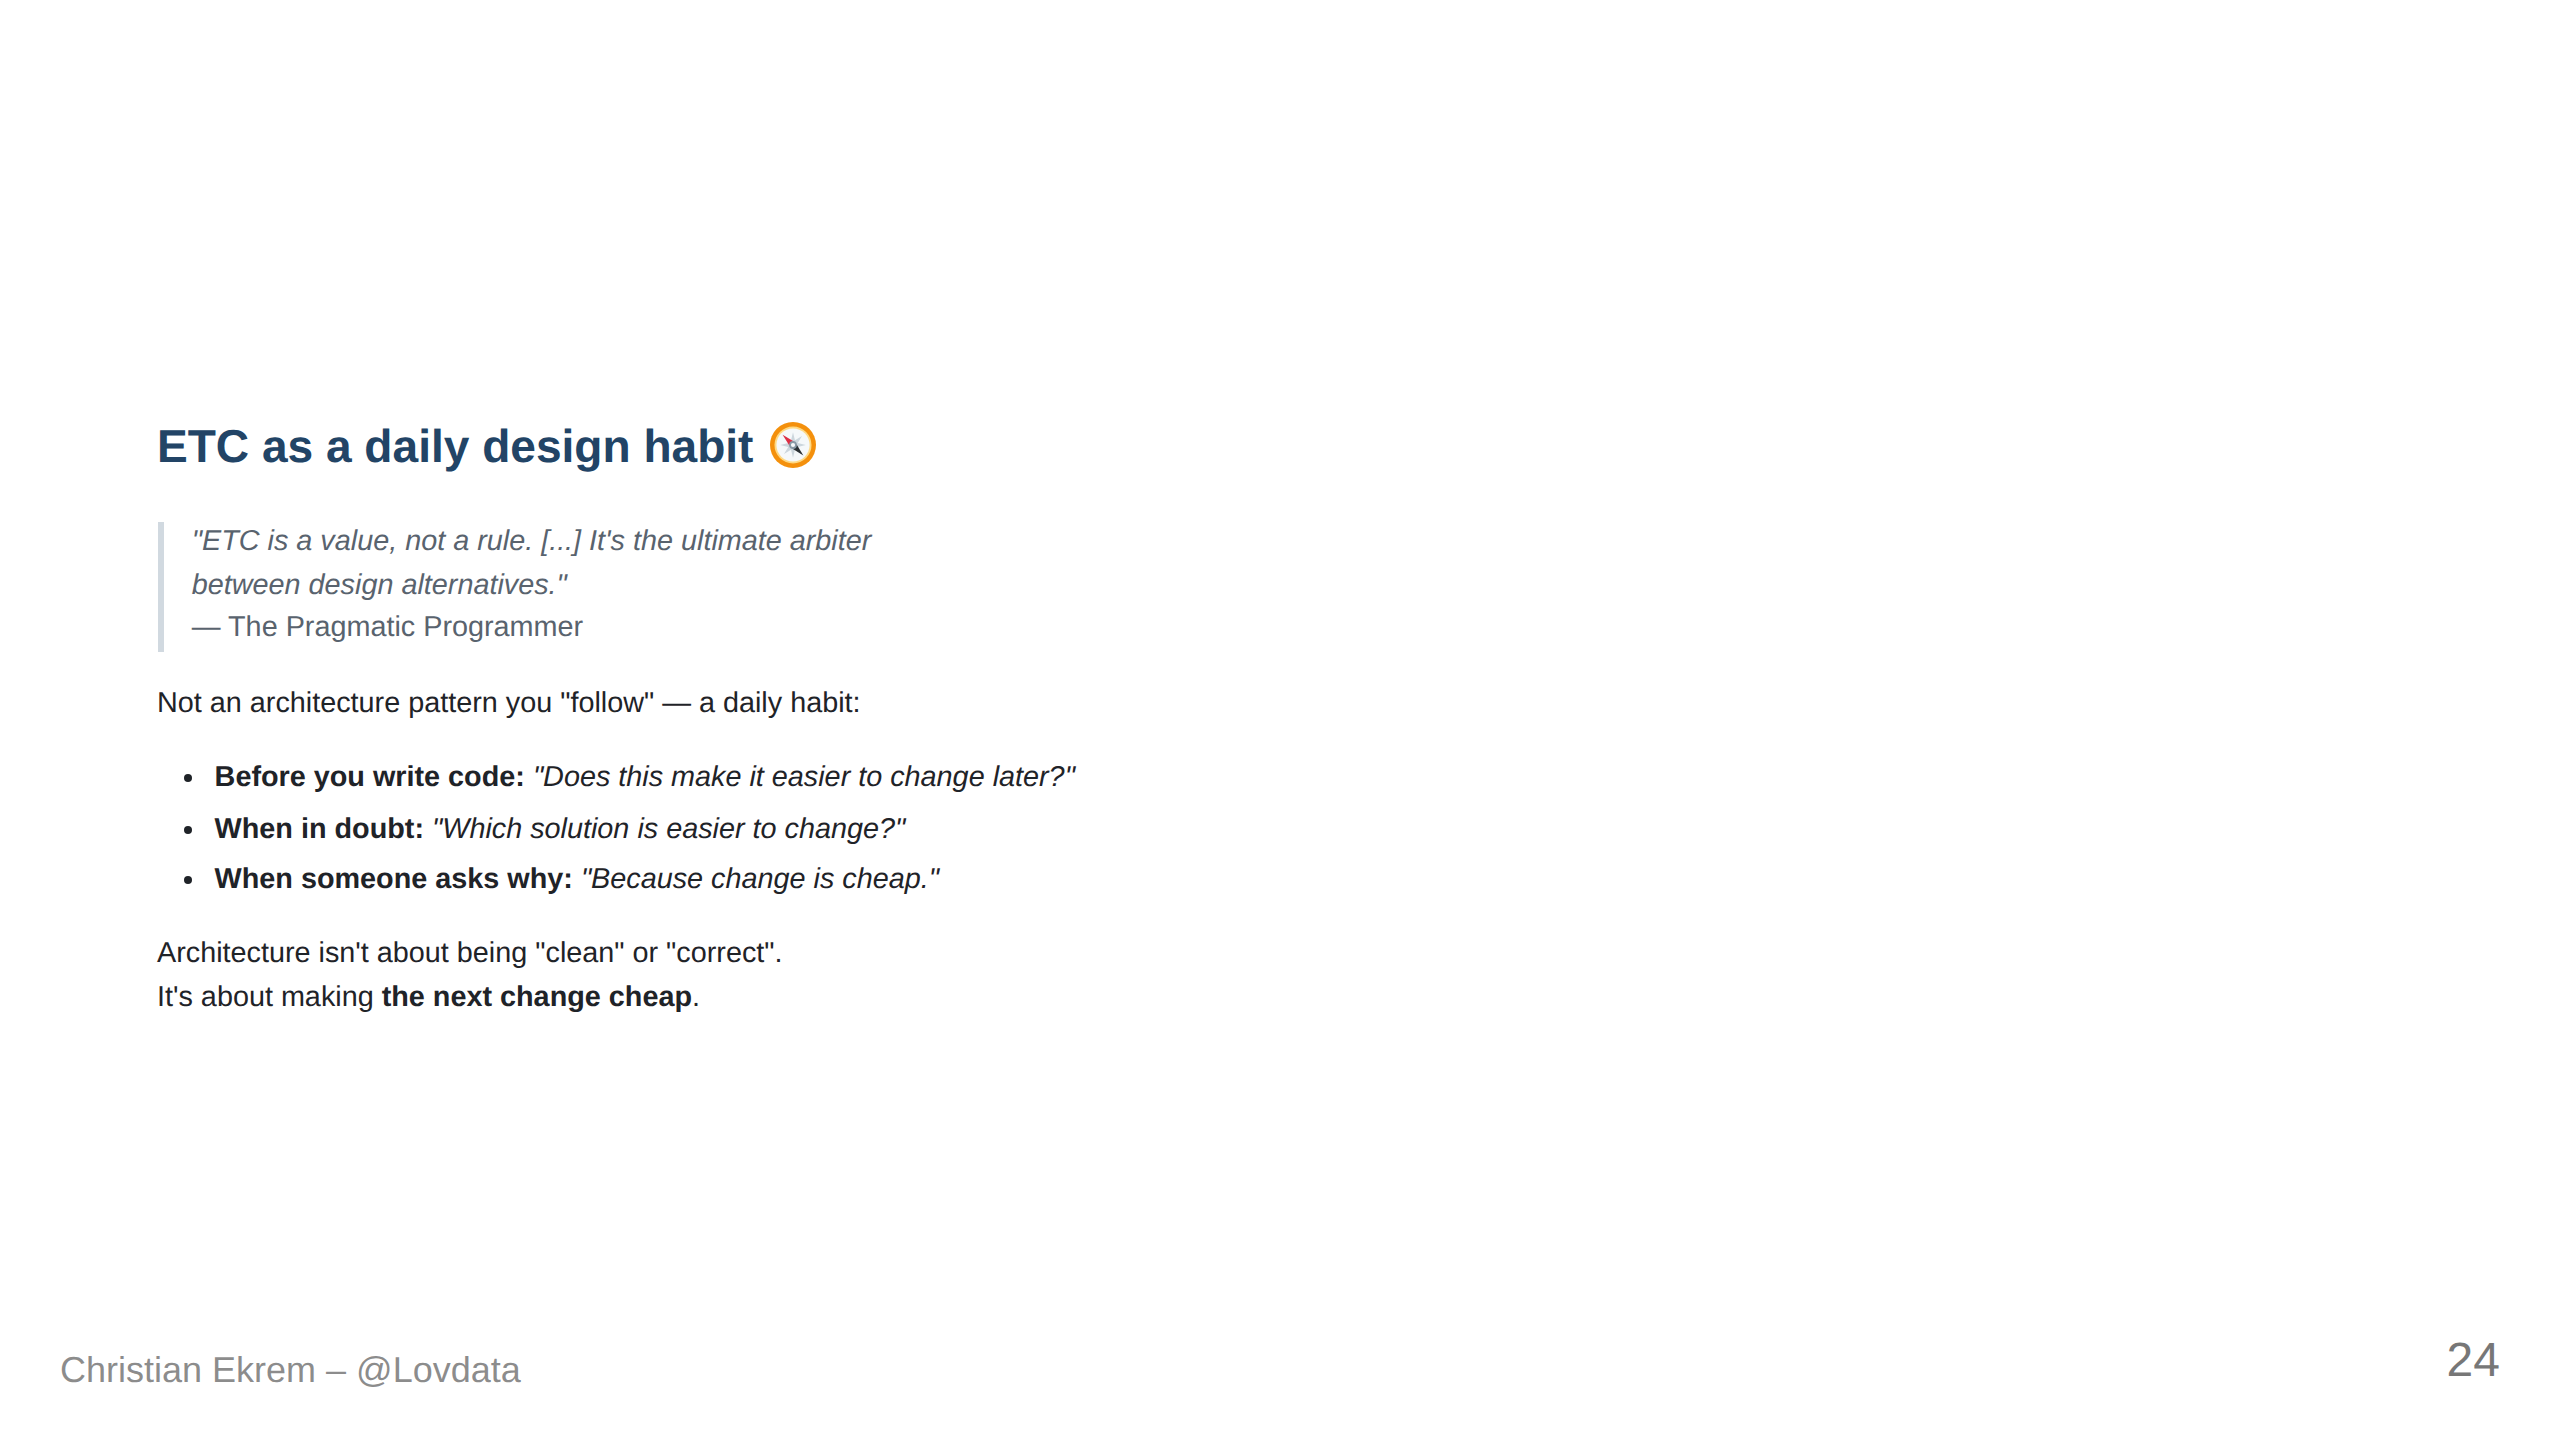 ETC as a daily design habit 🧭
"ETC is a value, not a rule. [...] It's the ultimate arbiter
between design alternatives."
— The Pragmatic Programmer
Not an architecture pattern you "follow" — a daily habit:
• Before you write code: "Does this make it easier to change later?"
• When in doubt: "Which solution is easier to change?"
• When someone asks why: "Because change is cheap."
Architecture isn't about being "clean" or "correct".
It's about making the next change cheap.
Christian Ekrem – @Lovdata
24